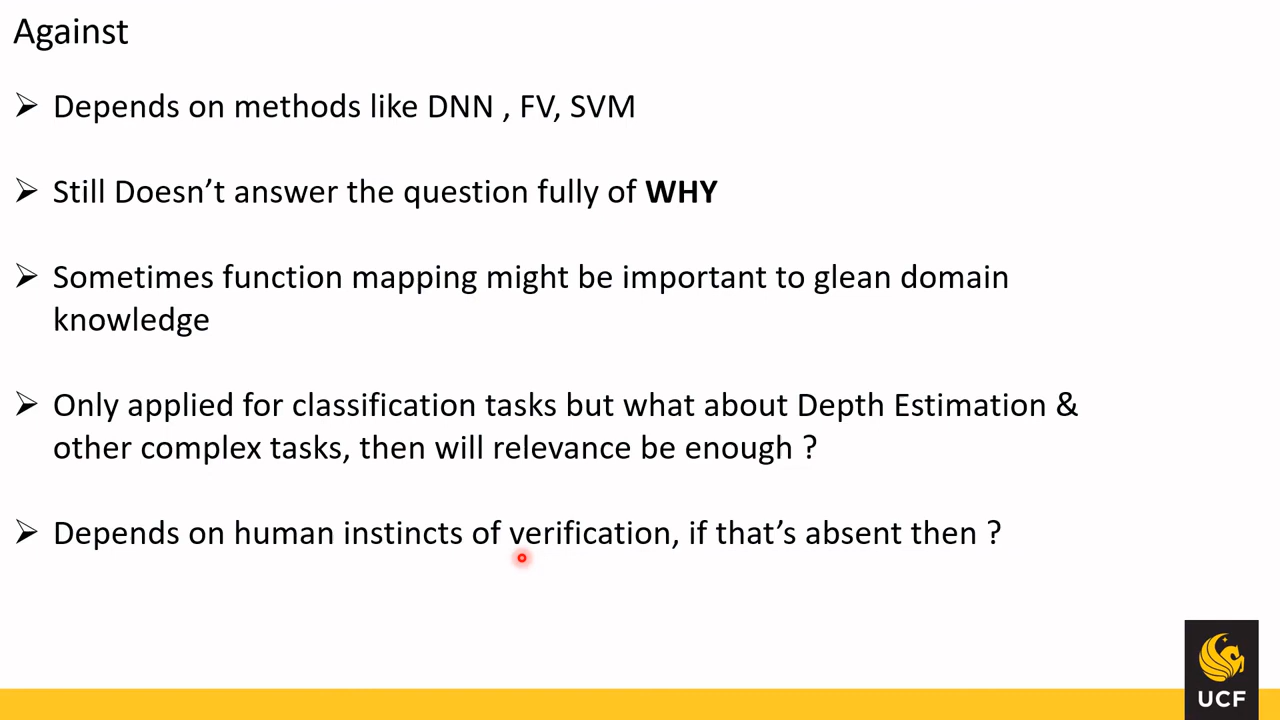 Against
➢ Depends on methods like DNN , FV, SVM
➢ Still Doesn’t answer the question fully of WHY
➢ Sometimes function mapping might be important to glean domain
knowledge
➢ Only applied for classification tasks but what about Depth Estimation &
other complex tasks, then will relevance be enough ?
➢ Depends on human instincts of verification, if that’s absent then ?
UCF